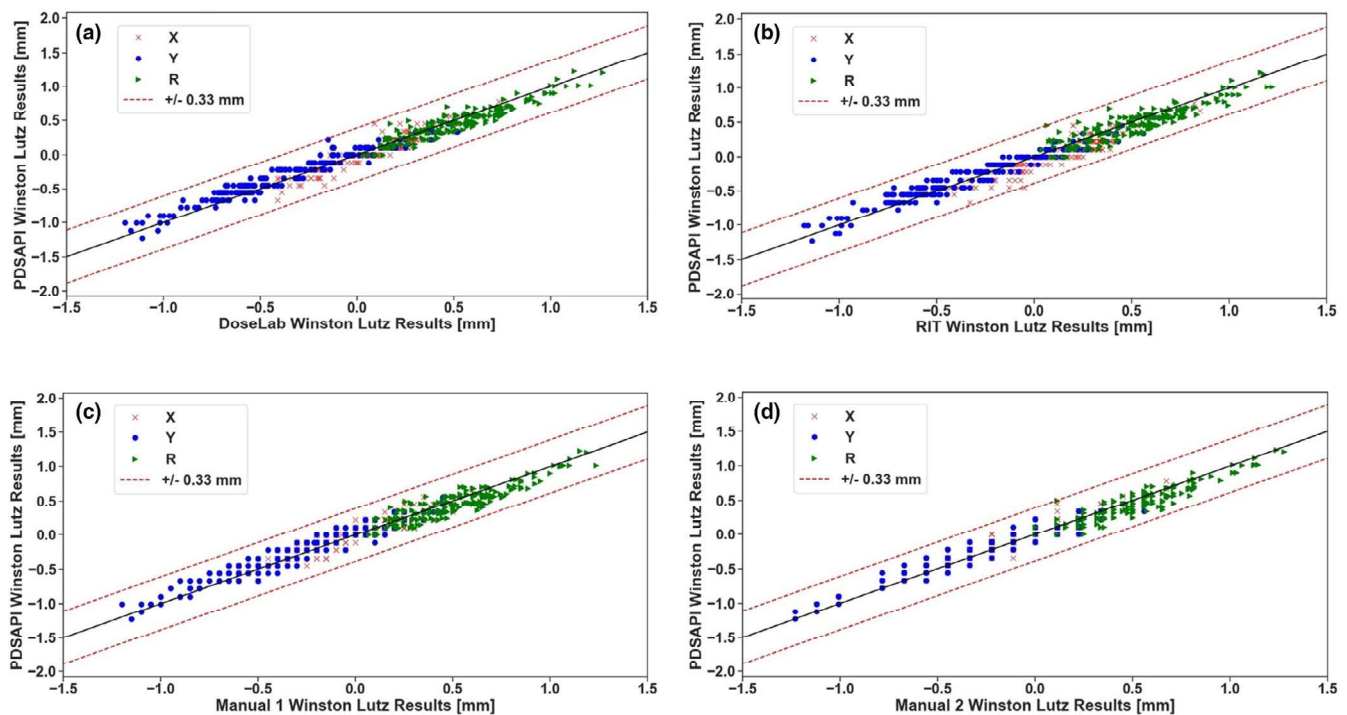 (a)
X
Y
R
+/- 0.33 mm
PDSAPI Winston Lutz Results [mm]
2.0
1.5
1.0
0.5
0.0
−0.5
−1.0
−1.5
−2.0
−1.5 −1.0 −0.5 0.0 0.5 1.0 1.5
DoseLab Winston Lutz Results [mm]
(b)
X
Y
R
+/- 0.33 mm
PDSAPI Winston Lutz Results [mm]
2.0
1.5
1.0
0.5
0.0
−0.5
−1.0
−1.5
−2.0
−1.5 −1.0 −0.5 0.0 0.5 1.0 1.5
RIT Winston Lutz Results [mm]
(c)
X
Y
R
+/- 0.33 mm
PDSAPI Winston Lutz Results [mm]
2.0
1.5
1.0
0.5
0.0
−0.5
−1.0
−1.5
−2.0
−1.5 −1.0 −0.5 0.0 0.5 1.0 1.5
Manual 1 Winston Lutz Results [mm]
(d)
X
Y
R
+/- 0.33 mm
PDSAPI Winston Lutz Results [mm]
2.0
1.5
1.0
0.5
0.0
−0.5
−1.0
−1.5
−2.0
−1.5 −1.0 −0.5 0.0 0.5 1.0 1.5
Manual 2 Winston Lutz Results [mm]